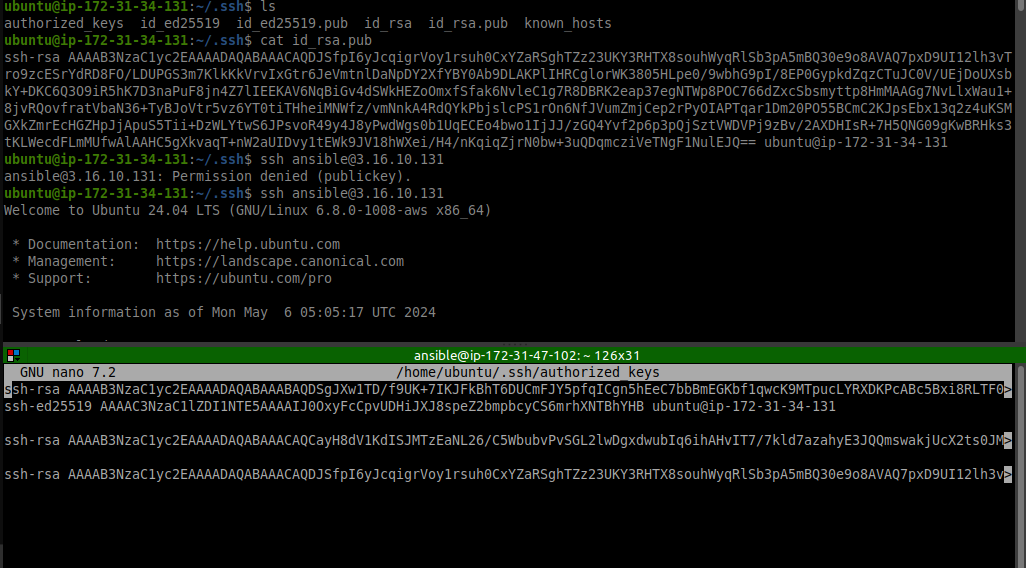 ubuntu@ip-172-31-34-131:~/.ssh$ ls
authorized_keys  id_ed25519  id_ed25519.pub  id_rsa  id_rsa.pub  known_hosts
ubuntu@ip-172-31-34-131:~/.ssh$ cat id_rsa.pub
ssh-rsa AAAAB3NzaC1yc2EAAAADAQABAAACAQDJSfpI6yJcqigrVoy1rsuh0CxYZaRSghTZz23UKY3RHTX8souhWyqRlSb3pA5mBQ30e9o8AVAQ7pxD9UI12lh3vT
ro9zcESrYdRD8FO/LDUPGS3m7KlkKkVrvIxGtr6JeVmtnlDaNpDY2XfYBY0Ab9DLAKPlIHRCglorWK3805HLpe0/9wbhG9pI/8EP0GypkdZqzCTuJC0V/UEjDoUXsb
kY+DKC6Q3O9iR5hK7D3naPuF8jn4Z7lIEEKAV6NqBiGv4dSWkHEZoOmxfSfak6NvleC1g7R8DBRK2eap37egNTWp8POC766dZxcSbsmyttp8HmMAAGg7NvLlxWau1+
8jvRQovfratVbaN36+TyBJoVtr5vz6YT0tiTHheiMNWfz/vmNnkA4RdQYkPbjslcPS1rOn6NfJVumZmjCep2rPyOIAPTqar1Dm20PO55BCmC2KJpsEbx13q2z4uKSM
GXkZmrEcHGZHpJjApuS5Tii+DzWLYtwS6JPsvoR49y4J8yPwdWgs0b1UqECEo4bwo1IjJJ/zGQ4Yvf2p6p3pQjSztVWDVPj9zBv/2AXDHIsR+7H5QNG09gKwBRHks3
tKLWecdFLmMUfwAlAAHC5gXkvaqT+nW2aUIDvy1tEWk9JV18hWXei/H4/nKqiqZjrN0bw+3uQDqmcziVeTNgF1NulEJQ== ubuntu@ip-172-31-34-131
ubuntu@ip-172-31-34-131:~/.ssh$ ssh ansible@3.16.10.131
ansible@3.16.10.131: Permission denied (publickey).
ubuntu@ip-172-31-34-131:~/.ssh$ ssh ansible@3.16.10.131
Welcome to Ubuntu 24.04 LTS (GNU/Linux 6.8.0-1008-aws x86_64)
* Documentation:  https://help.ubuntu.com
* Management:     https://landscape.canonical.com
* Support:        https://ubuntu.com/pro
System information as of Mon May  6 05:05:17 UTC 2024
ansible@ip-172-31-47-102: ~ 126x31
GNU nano 7.2  /home/ubuntu/.ssh/authorized_keys
ssh-rsa AAAAB3NzaC1yc2EAAAADAQABAAABAQDSgJXw1TD/f9UK+7IKJFkBhT6DUCmFJY5pfqICgn5hEeC7bbBmEGKbf1qwcK9MTpucLYRXDKPcABc5Bxi8RLTF0>
ssh-ed25519 AAAAC3NzaC1lZDI1NTE5AAAAIJ0OxyFcCpvUDHiJXJ8speZ2bmpbcyCS6mrhXNTBhYHB ubuntu@ip-172-31-34-131
ssh-rsa AAAAB3NzaC1yc2EAAAADAQABAAACAQCayH8dV1KdISJMTzEaNL26/C5WbubvPvSGL2lwDgxdwubIq6ihAHvIT7/7kld7azahyE3JQQmswakjUcX2ts0JM>
ssh-rsa AAAAB3NzaC1yc2EAAAADAQABAAACAQDJSfpI6yJcqigrVoy1rsuh0CxYZaRSghTZz23UKY3RHTX8souhWyqRlSb3pA5mBQ30e9o8AVAQ7pxD9UI12lh3v>